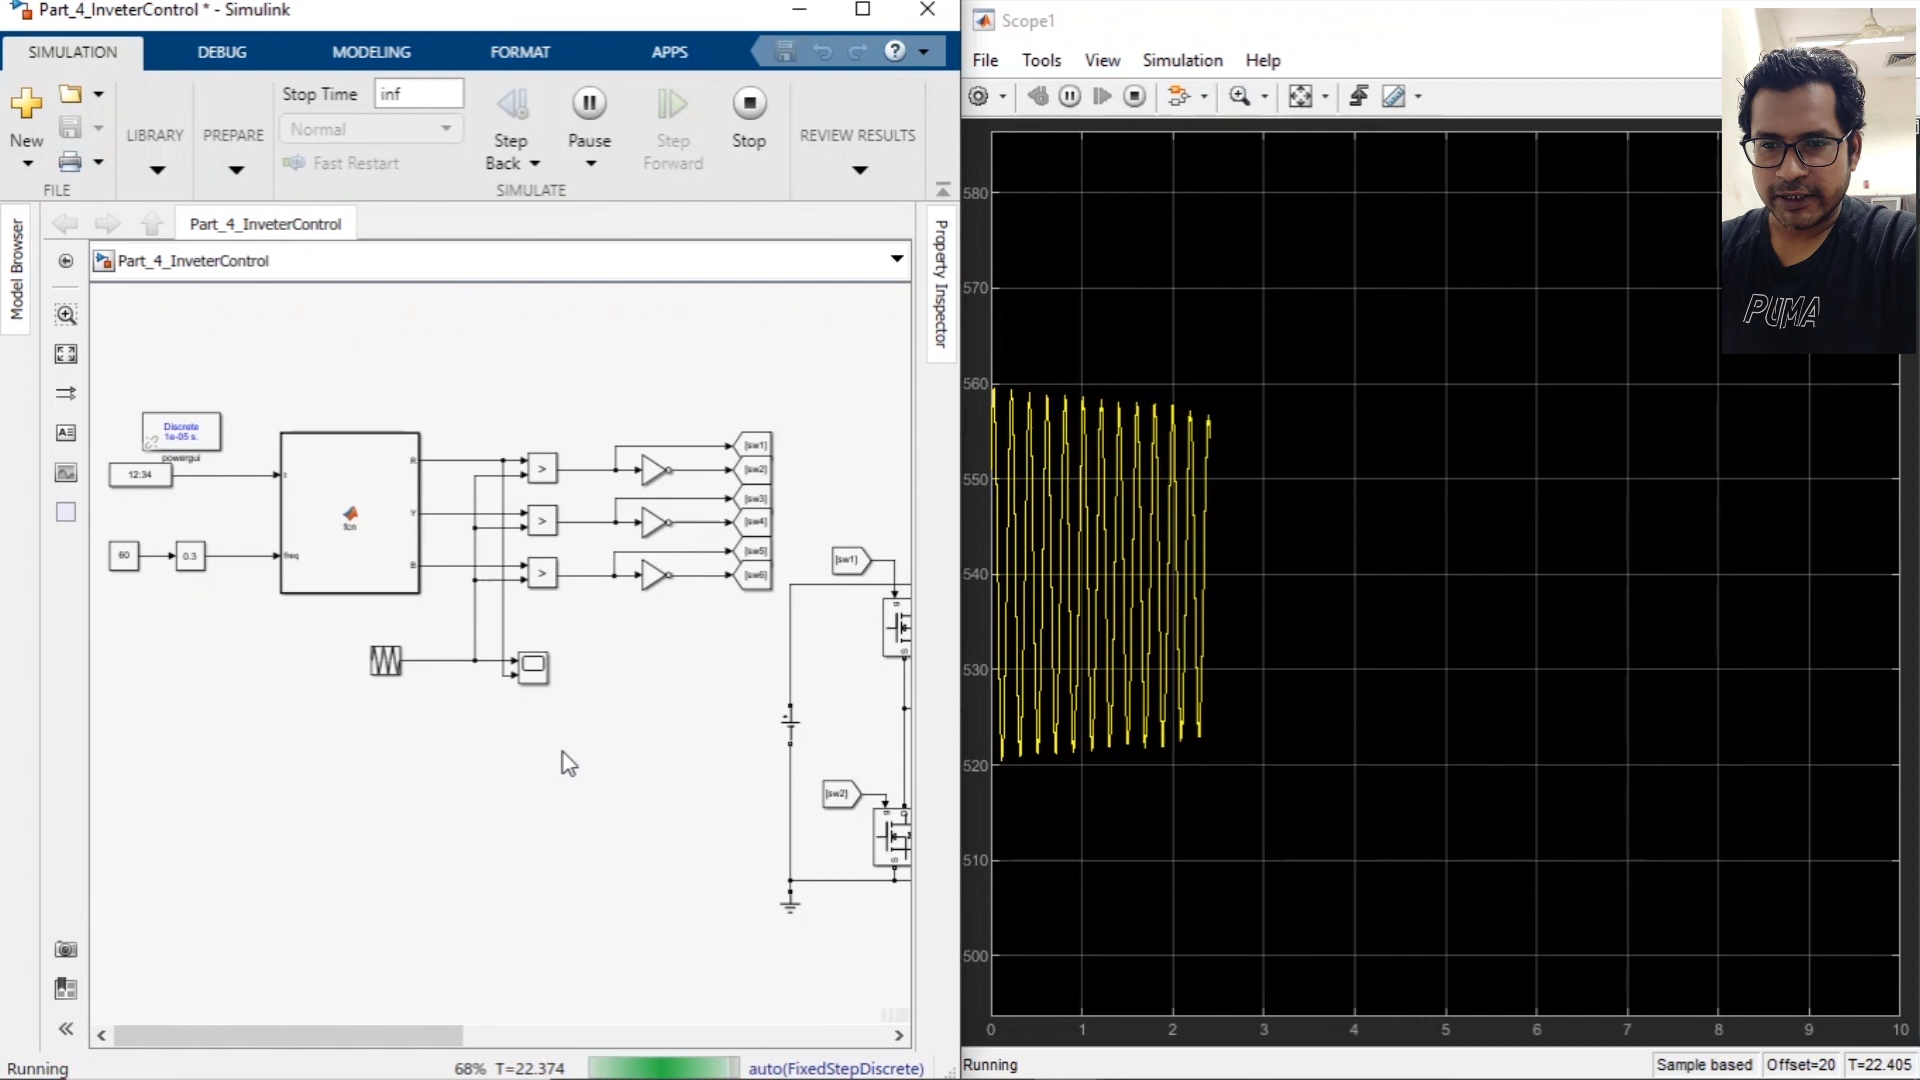 Part_4_InveterControl * - Simulink
SIMULATION DEBUG MODELING FORMAT APPS
New
FILE
LIBRARY
PREPARE
Stop Time inf
Normal
Fast Restart
Step Back
Pause
Step Forward
Stop
SIMULATE
REVIEW RESULTS
Model Browser
Part_4_InveterControl
Part_4_InveterControl
Property Inspector
Discrete
1e-05 s.
powergui
12:34
60
0.3
t
freq
fcn
R
Y
B
>
>
>
[sw1]
[sw2]
[sw3]
[sw4]
[sw5]
[sw6]
[sw1]
[sw2]
Running 68% T=22.374 auto(FixedStepDiscrete)
Scope1
File Tools View Simulation Help
580
570
560
550
540
530
520
510
500
0 1 2 3 4 5 6 7 8 9 10
Running Sample based Offset=20 T=22.405
PUMA